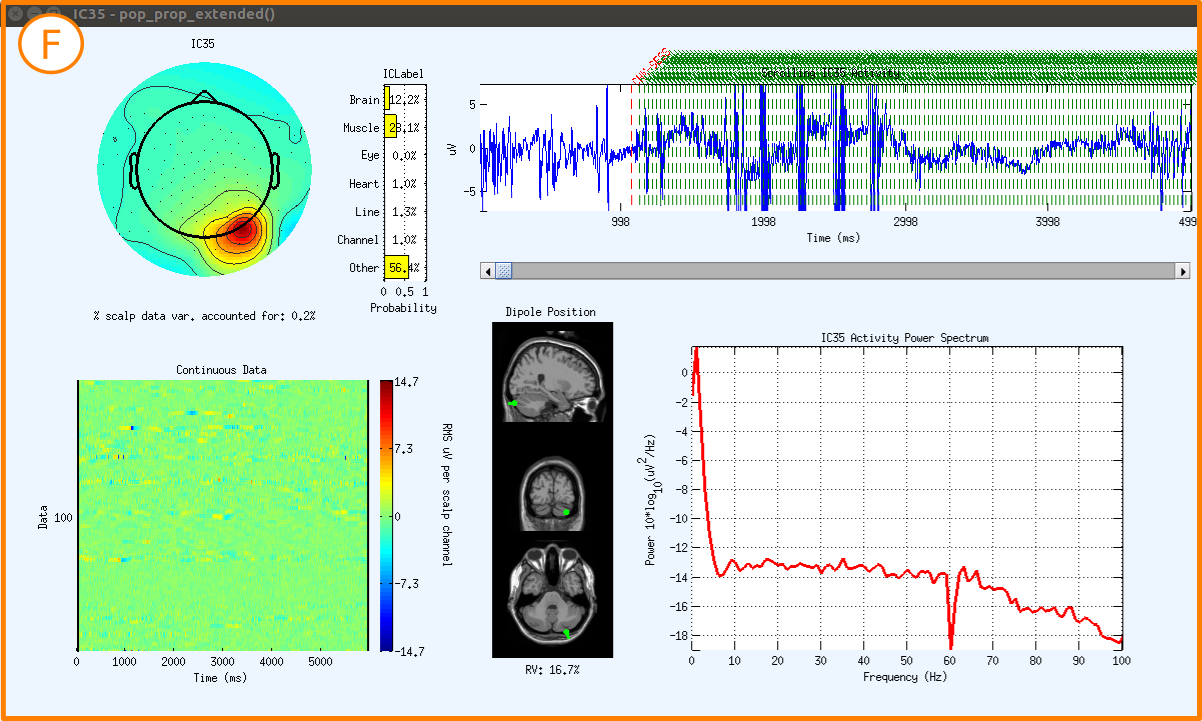 IC35 - pop_prop_extended()
F
IC35
ICLabel
Brain 12.2%
Muscle 28.1%
Eye 0.0%
Heart 1.0%
Line 1.3%
Channel 1.0%
Other 56.4%
0 0.5 1
Probability
% scalp data var. accounted for: 0.2%
Scrolling IC35 Activity
uV
5
0
-5
998 1998 2998 3998 499
Time (ms)
Continuous Data
Data
100
0 1000 2000 3000 4000 5000
Time (ms)
14.7
7.3
0
-7.3
-14.7
RMS uV per scalp channel
Dipole Position
RV: 16.7%
IC35 Activity Power Spectrum
Power 10*log10(uV2/Hz)
0
-2
-4
-6
-8
-10
-12
-14
-16
-18
0 10 20 30 40 50 60 70 80 90 100
Frequency (Hz)